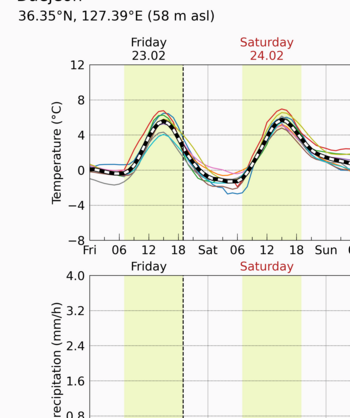 36.35°N, 127.39°E (58 m asl)
Friday
23.02
Saturday
24.02
12
8
4
0
−4
−8
Temperature (°C)
Fri 06 12 18 Sat 06 12 18 Sun
Friday Saturday
4.0
3.2
2.4
1.6
0.8
recipitation (mm/h)